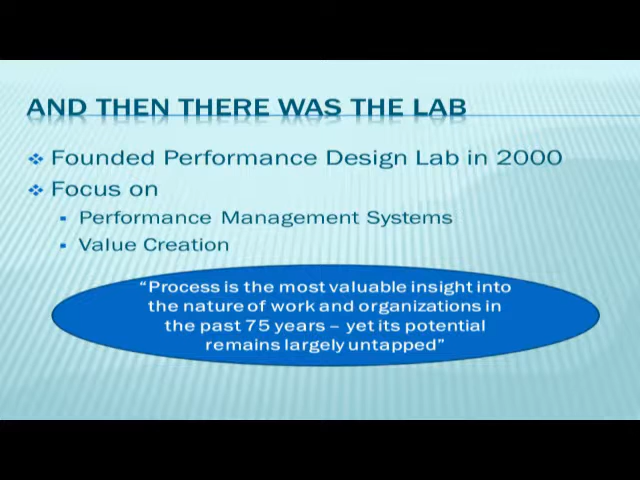 AND THEN THERE WAS THE LAB
Founded Performance Design Lab in 2000
Focus on
Performance Management Systems
Value Creation
“Process is the most valuable insight into
the nature of work and organizations in
the past 75 years – yet its potential
remains largely untapped”